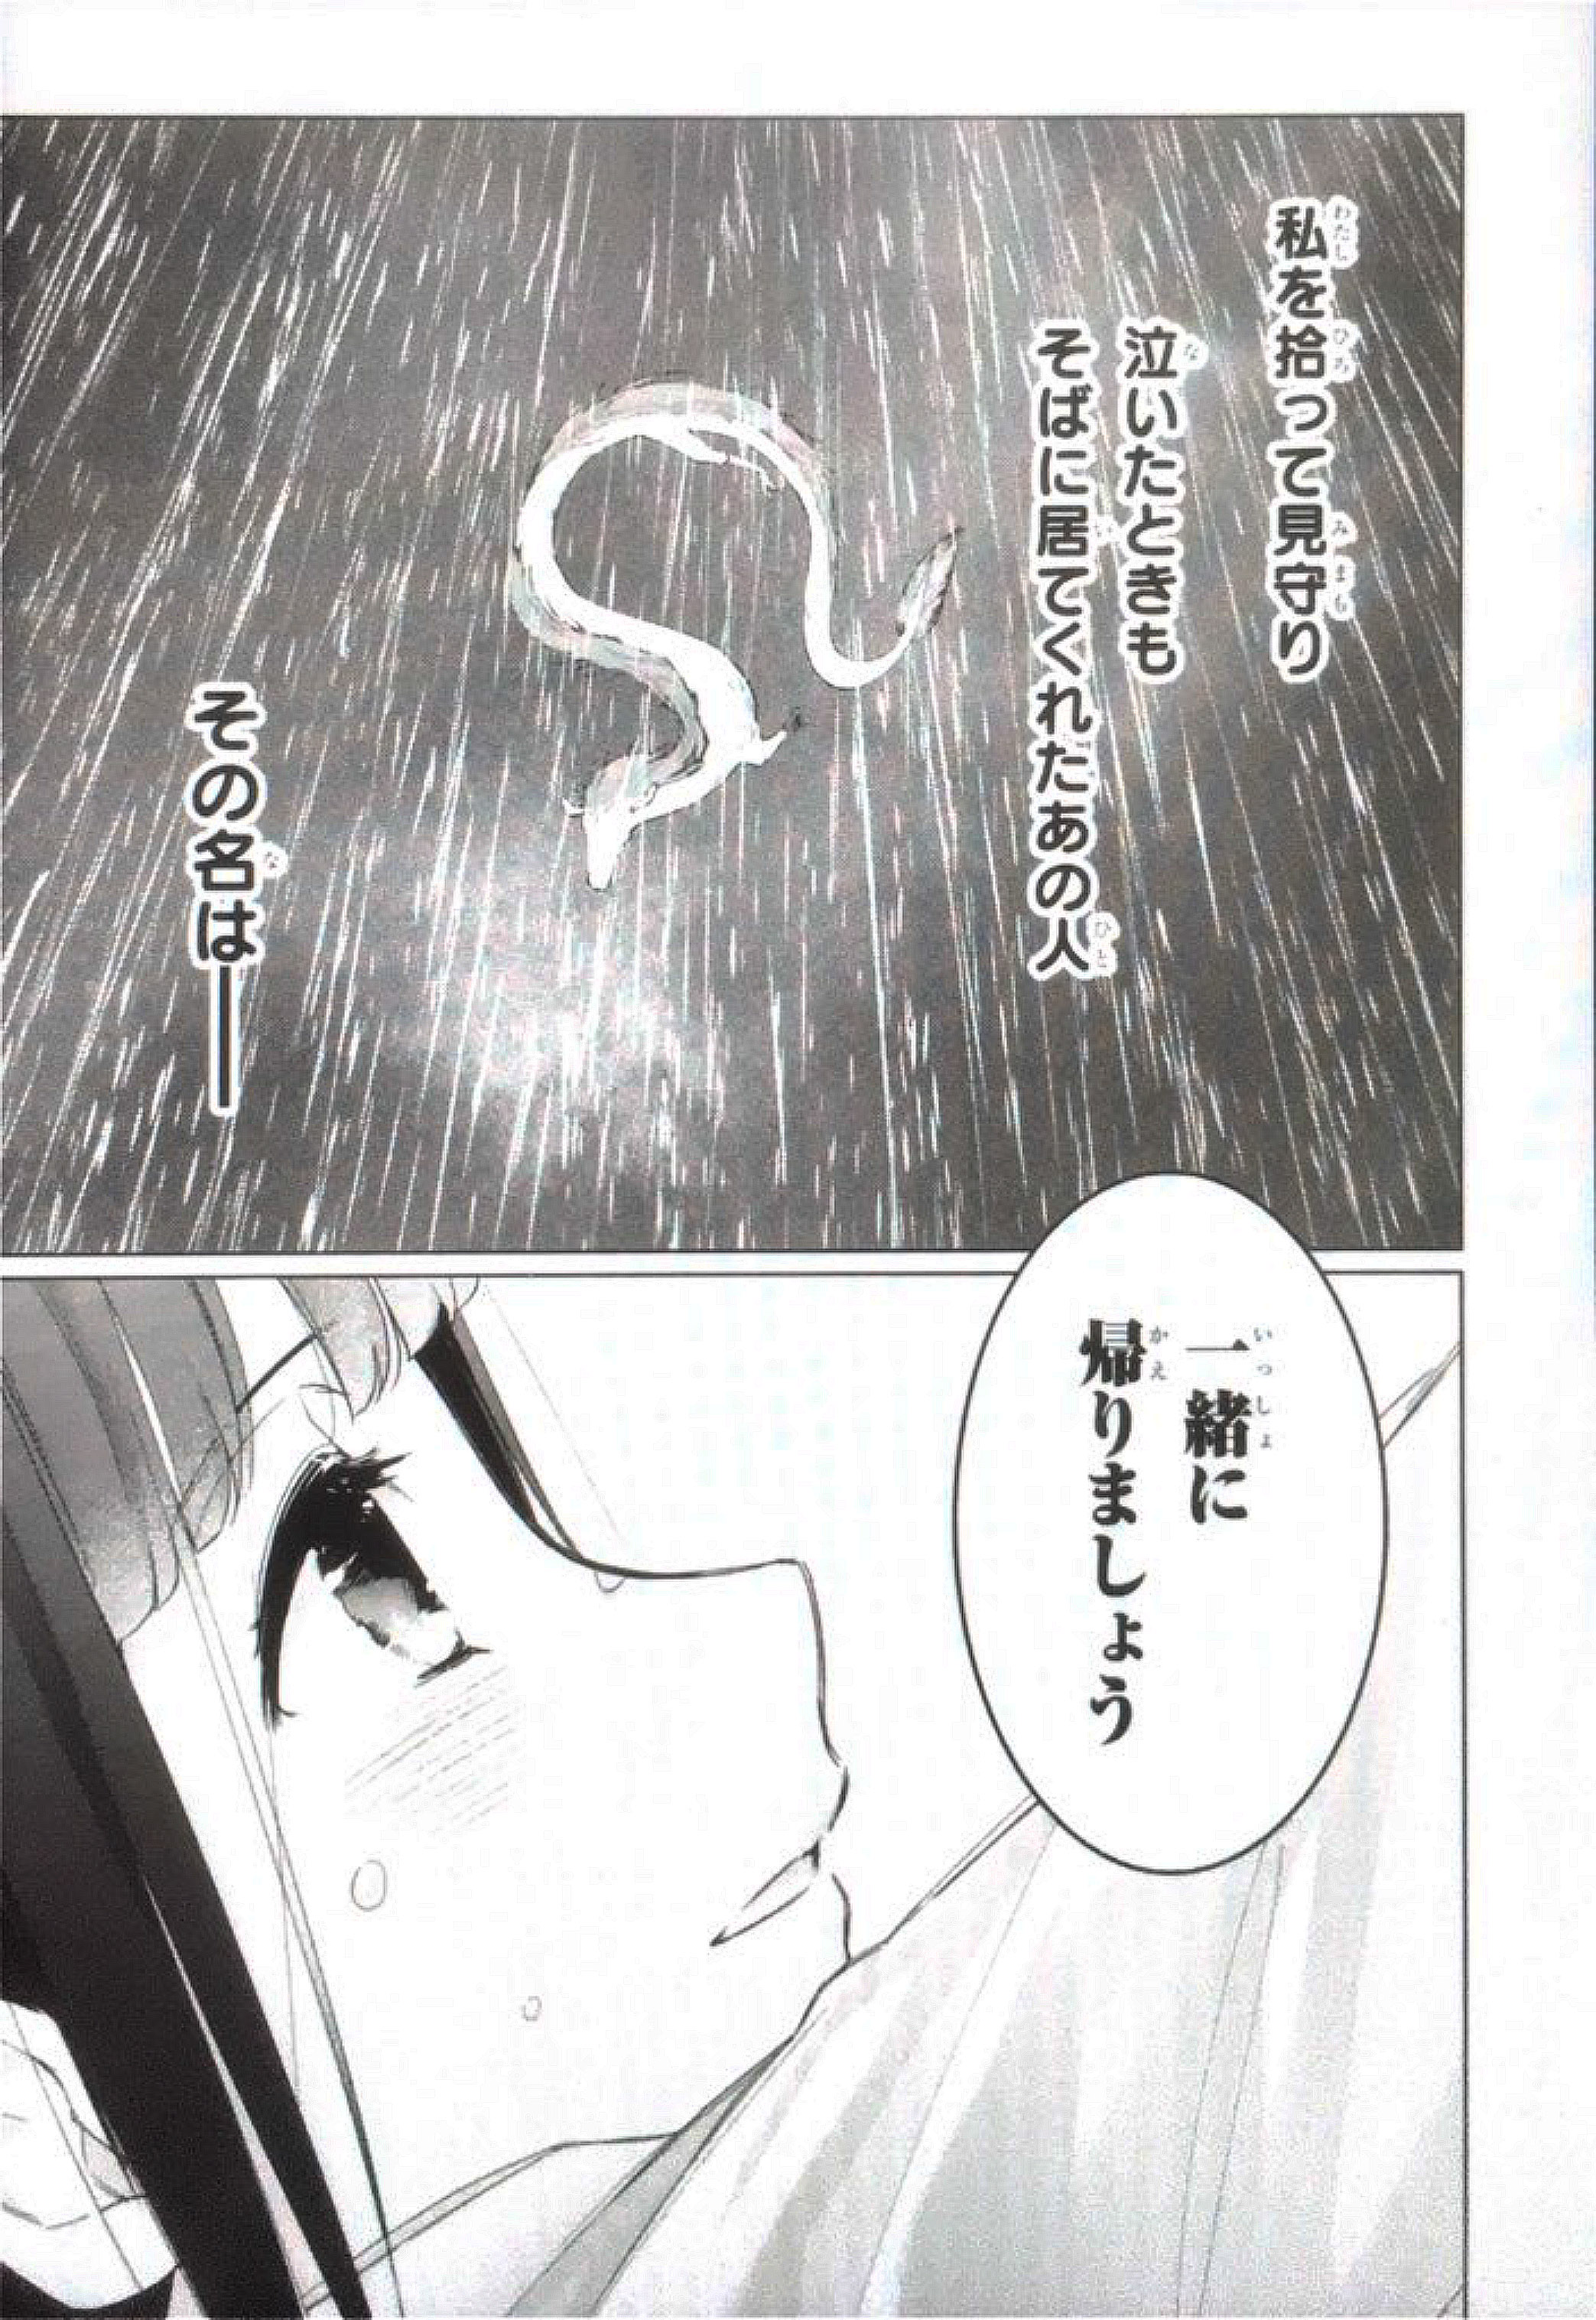 私を拾って見守り
泣いたときも
そばに居てくれたあの人
その名は――
一緒に
帰りましょう